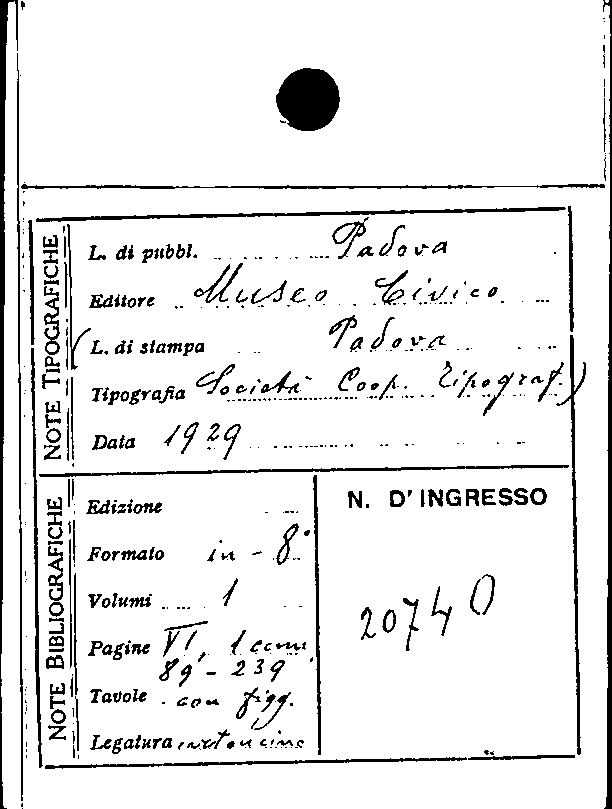 NOTE TIPOGRAFICHE
L. di pubbl. Padova
Editore Museo Civico
(L. di stampa Padova
Tipografia Società Coop. Tipograf.)
Data 1929
NOTE BIBLIOGRAFICHE
Edizione
Formato in - 8°
Volumi 1
Pagine VI, 1
89 - 239
Tavole con figg.
Legatura
N. D'INGRESSO
20740